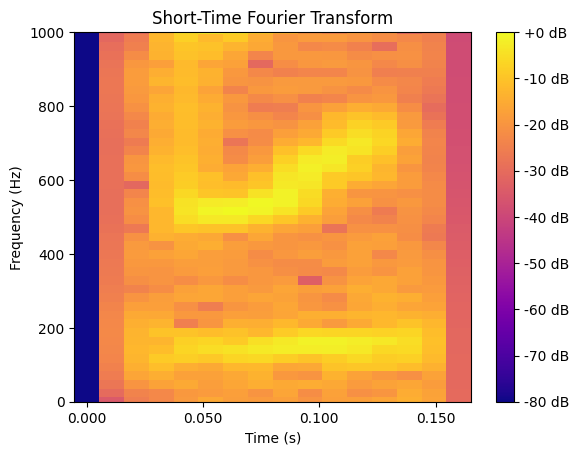 Short-Time Fourier Transform
1000
800
600
400
200
0
Frequency (Hz)
0.000
0.050
0.100
0.150
Time (s)
+0 dB
-10 dB
-20 dB
-30 dB
-40 dB
-50 dB
-60 dB
-70 dB
-80 dB